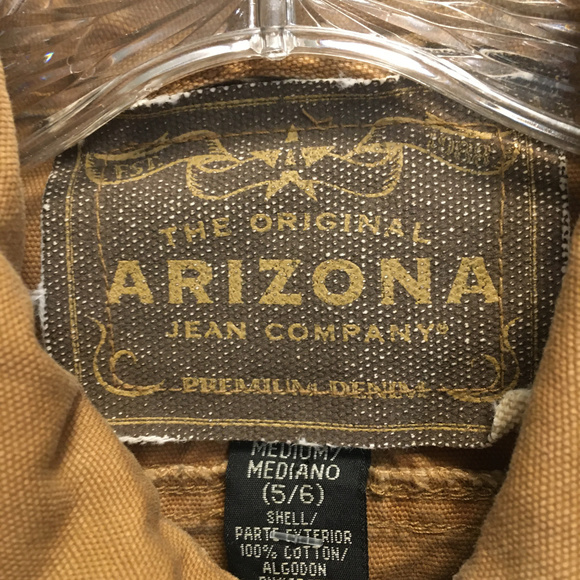 EST.
THE ORIGINAL
ARIZONA
JEAN COMPANY®
PREMIUM DENIM
MEDIUM/
MEDIANO
(5/6)
SHELL/
PARTE EXTERIOR
100% COTTON/
ALGODON